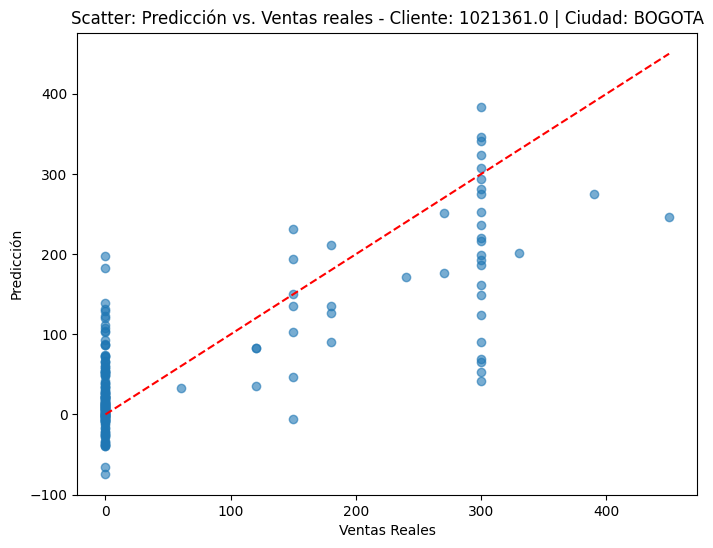 Scatter: Predicción vs. Ventas reales - Cliente: 1021361.0 | Ciudad: BOGOTA
400
300
200
100
0
−100
Predicción
0 100 200 300 400
Ventas Reales